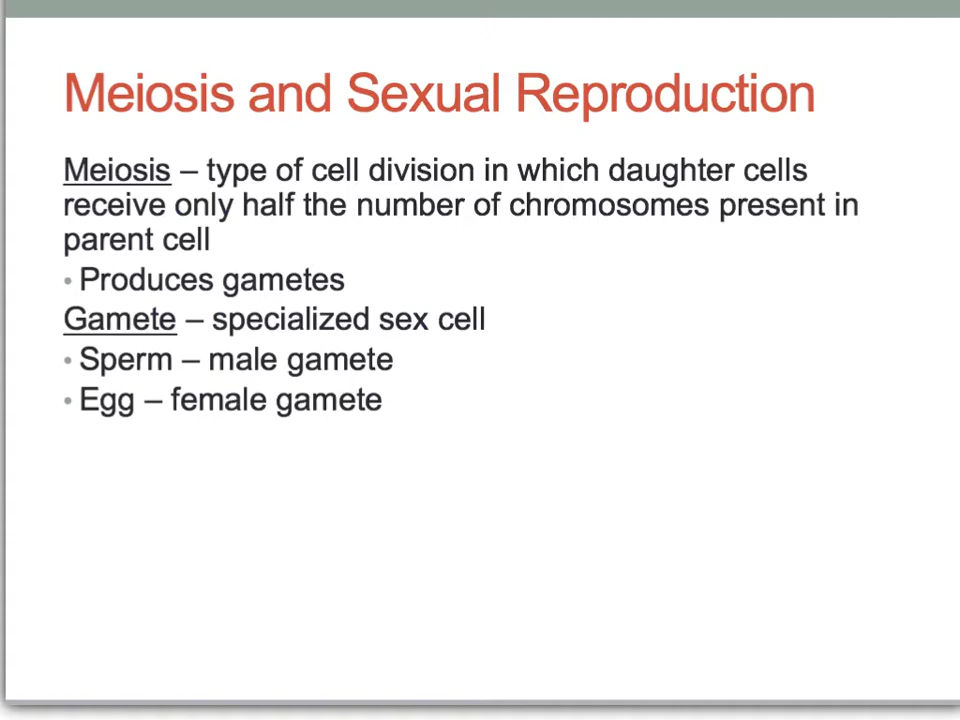 Meiosis and Sexual Reproduction
Meiosis – type of cell division in which daughter cells
receive only half the number of chromosomes present in
parent cell
• Produces gametes
Gamete – specialized sex cell
• Sperm – male gamete
• Egg – female gamete